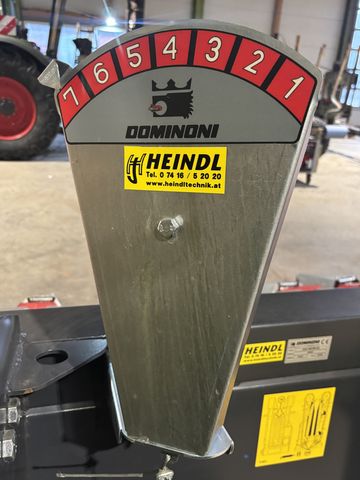 7 6 5 4 3 2 1
DOMINONI
HEINDL
Tel. 0 74 16 / 5 20 20
www.heindltechnik.at
HEINDL
DOMINONI